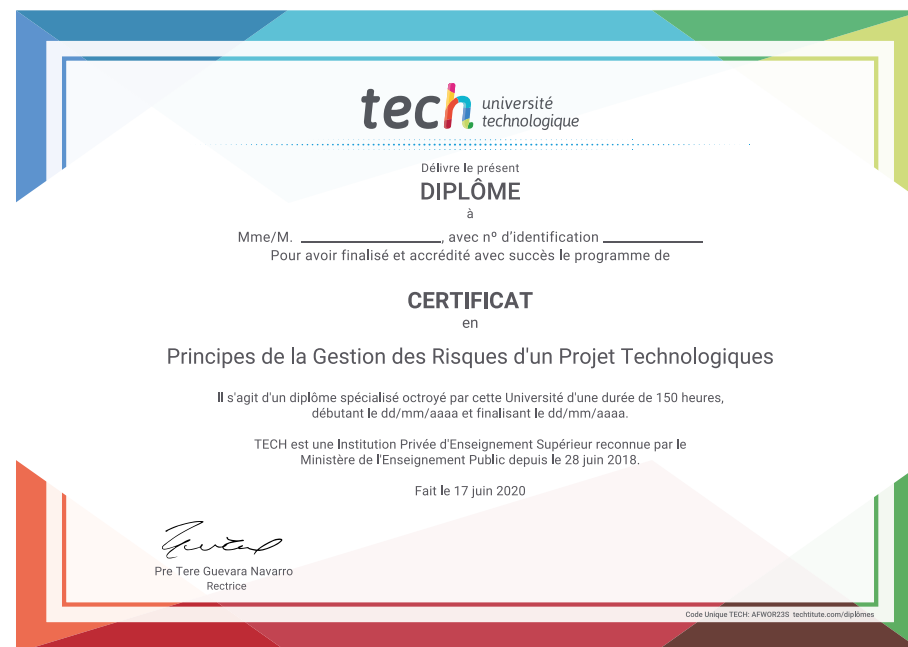 tech université
technologique
Délivre le présent
DIPLÔME
à
Mme/M. ____________________, avec nº d'identification ______________
Pour avoir finalisé et accrédité avec succès le programme de
CERTIFICAT
en
Principes de la Gestion des Risques d'un Projet Technologiques
Il s'agit d'un diplôme spécialisé octroyé par cette Université d'une durée de 150 heures,
débutant le dd/mm/aaaa et finalisant le dd/mm/aaaa.
TECH est une Institution Privée d'Enseignement Supérieur reconnue par le
Ministère de l'Enseignement Public depuis le 28 juin 2018.
Fait le 17 juin 2020
Pre Tere Guevara Navarro
Rectrice
Code Unique TECH: AFWOR23S techtitute.com/diplômes